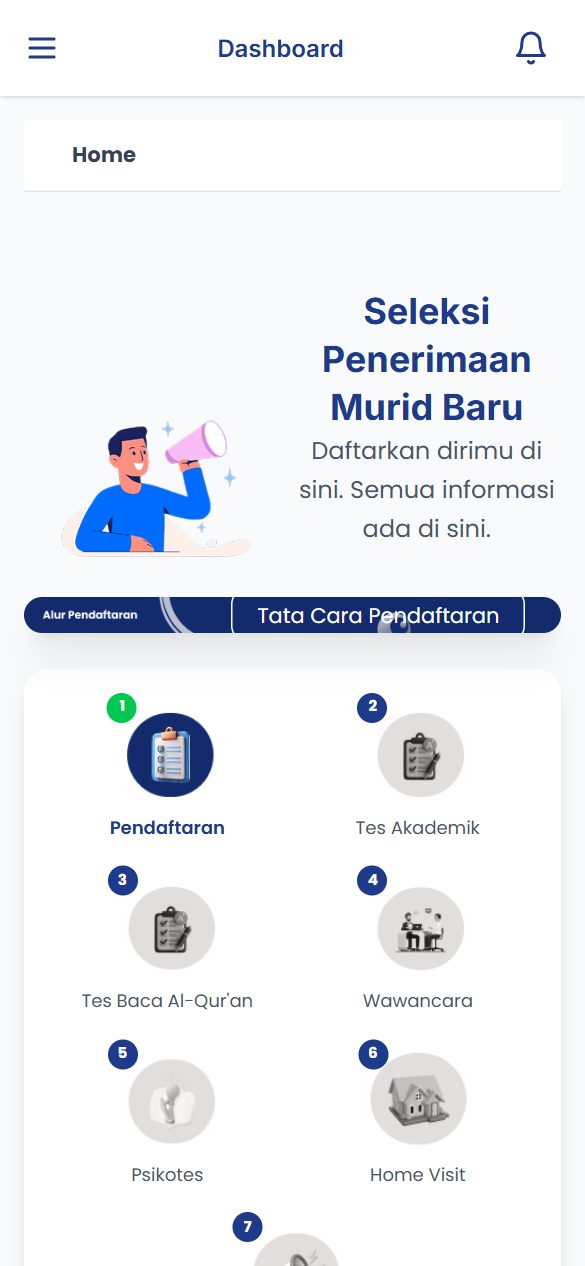 Dashboard
Home
Seleksi
Penerimaan
Murid Baru
Daftarkan dirimu di
sini. Semua informasi
ada di sini.
Alur Pendaftaran
Tata Cara Pendaftaran
1
2
Pendaftaran
Tes Akademik
3
4
Tes Baca Al-Qur'an
Wawancara
5
6
Psikotes
Home Visit
7